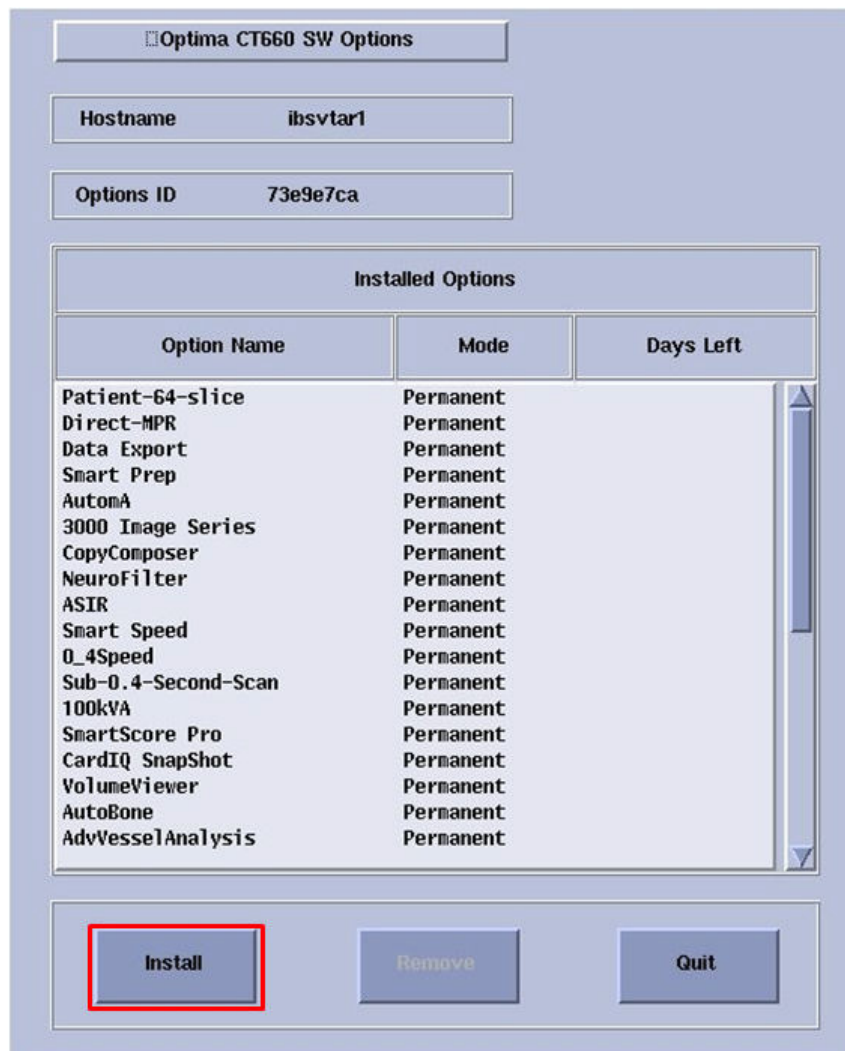 Optima CT660 SW Options
Hostname ibsvtar1
Options ID 73e9e7ca
Installed Options
Option Name Mode Days Left
Patient-64-slice Permanent
Direct-MPR Permanent
Data Export Permanent
Smart Prep Permanent
AutomA Permanent
3000 Image Series Permanent
CopyComposer Permanent
NeuroFilter Permanent
ASIR Permanent
Smart Speed Permanent
0_4Speed Permanent
Sub-0.4-Second-Scan Permanent
100kVA Permanent
SmartScore Pro Permanent
CardIQ SnapShot Permanent
VolumeViewer Permanent
AutoBone Permanent
AdvVesselAnalysis Permanent
Install Remove Quit